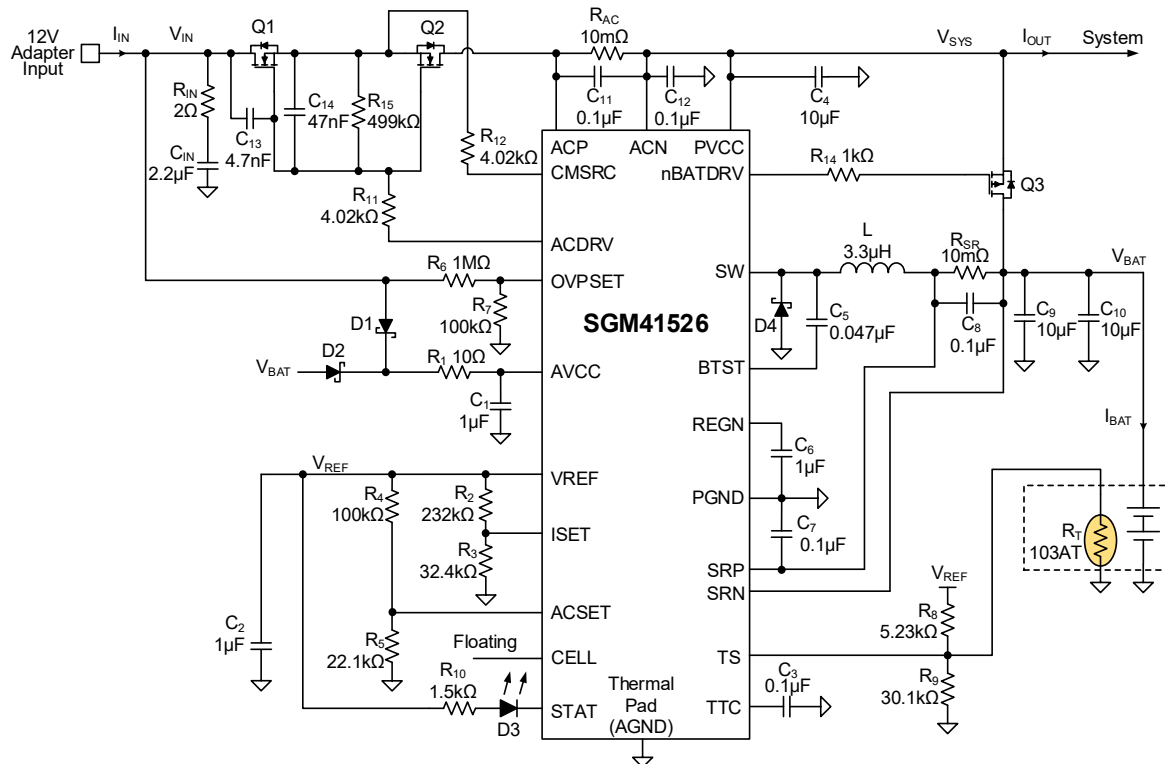 12V
Adapter
Input
I_IN
V_IN
Q1
Q2
R_AC
10mΩ
V_SYS
I_OUT
System
R_IN
2Ω
C_IN
2.2µF
C_13
4.7nF
C_14
47nF
R_15
499kΩ
R_12
4.02kΩ
R_11
4.02kΩ
C_11
0.1µF
C_12
0.1µF
C_4
10µF
ACP
ACN
PVCC
CMSRC
nBATDRV
R_14 1kΩ
Q3
ACDRV
L
3.3µH
R_SR
10mΩ
V_BAT
SW
R_6 1MΩ
OVPSET
R_7
100kΩ
SGM41526
D4
C_5
0.047µF
C_8
0.1µF
C_9
10µF
C_10
10µF
D1
D2
V_BAT
R_1 10Ω
AVCC
C_1
1µF
BTST
REGN
C_6
1µF
I_BAT
V_REF
VREF
R_4
100kΩ
R_2
232kΩ
ISET
R_3
32.4kΩ
PGND
C_7
0.1µF
R_T
103AT
SRP
SRN
V_REF
ACSET
C_2
1µF
R_5
22.1kΩ
Floating
CELL
R_8
5.23kΩ
TS
R_9
30.1kΩ
R_10
1.5kΩ
D3
STAT
Thermal
Pad
(AGND)
C_3
0.1µF
TTC